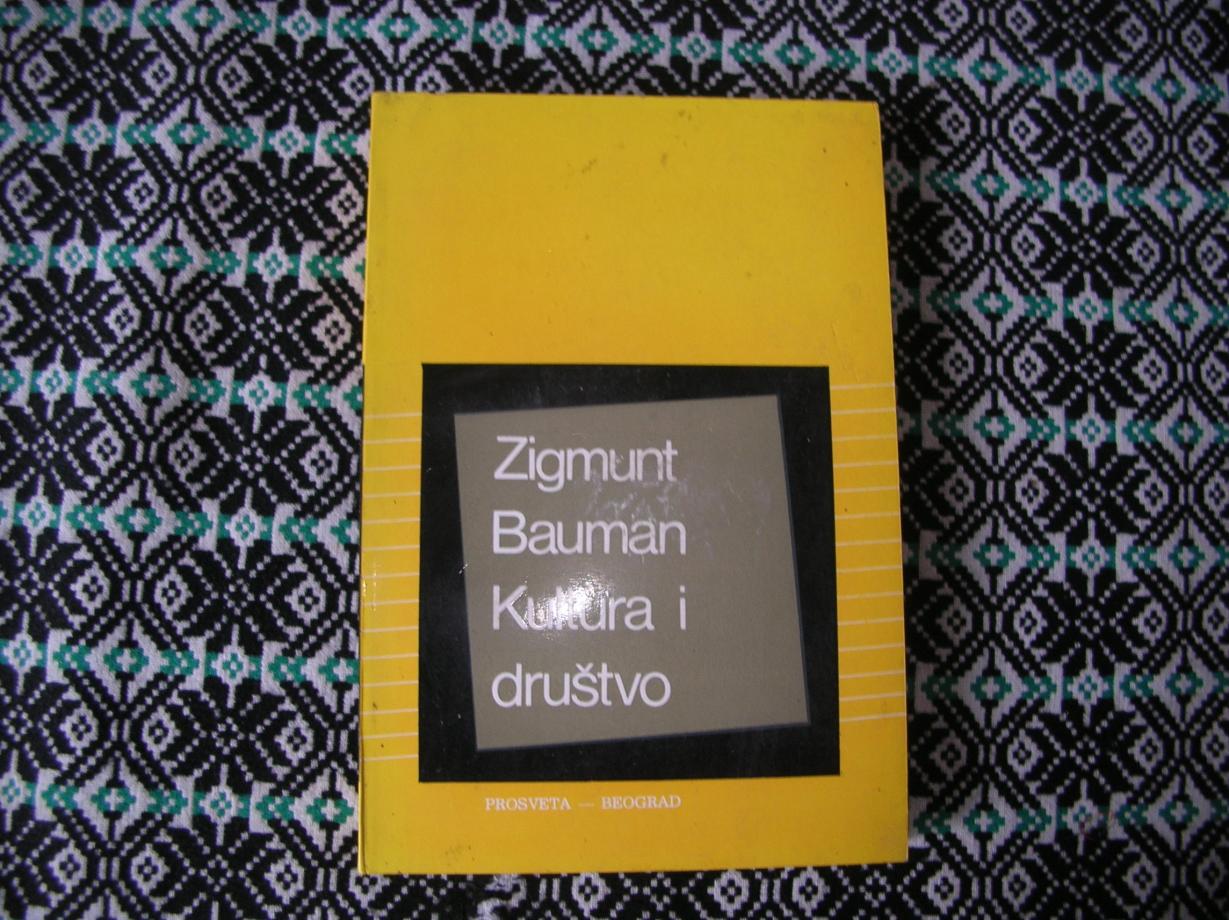 Zigmunt
Bauman
Kultura i
društvo
PROSVETA — BEOGRAD